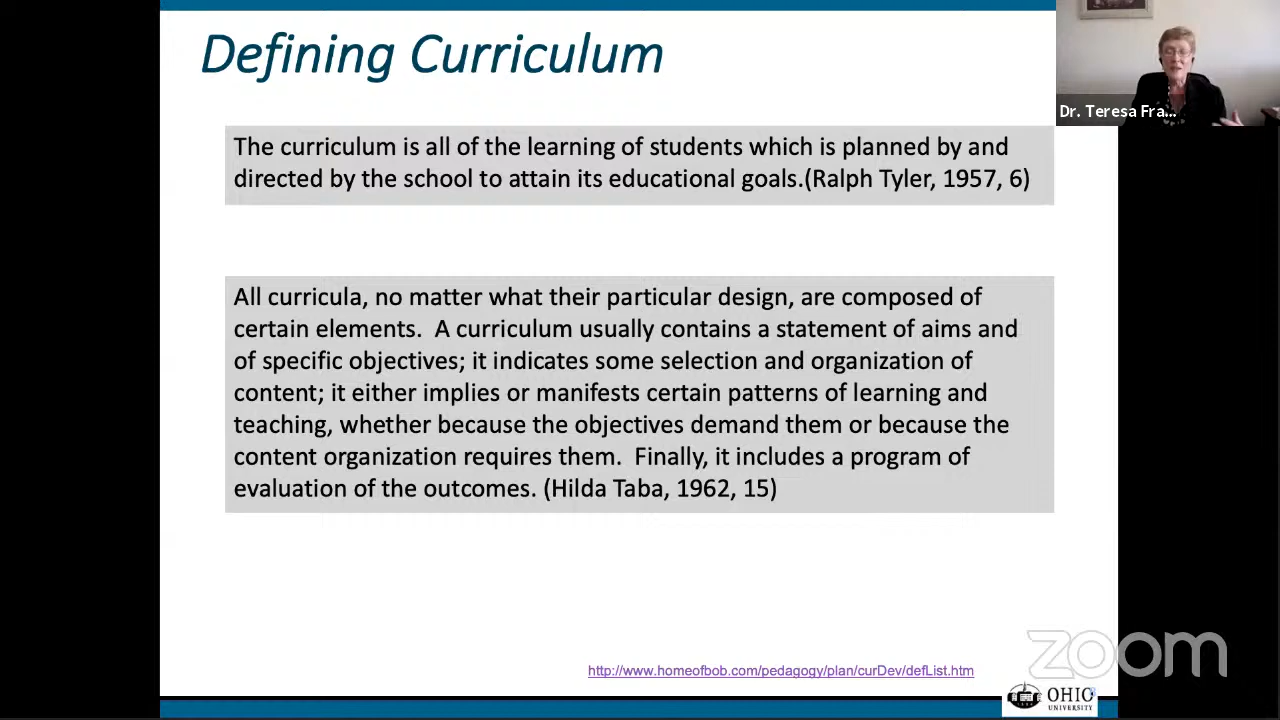 Defining Curriculum
Dr. Teresa Fra...
The curriculum is all of the learning of students which is planned by and
directed by the school to attain its educational goals.(Ralph Tyler, 1957, 6)
All curricula, no matter what their particular design, are composed of
certain elements.  A curriculum usually contains a statement of aims and
of specific objectives; it indicates some selection and organization of
content; it either implies or manifests certain patterns of learning and
teaching, whether because the objectives demand them or because the
content organization requires them.  Finally, it includes a program of
evaluation of the outcomes. (Hilda Taba, 1962, 15)
zoom
http://www.homeofbob.com/pedagogy/plan/curDev/defList.htm
OHIO
UNIVERSITY